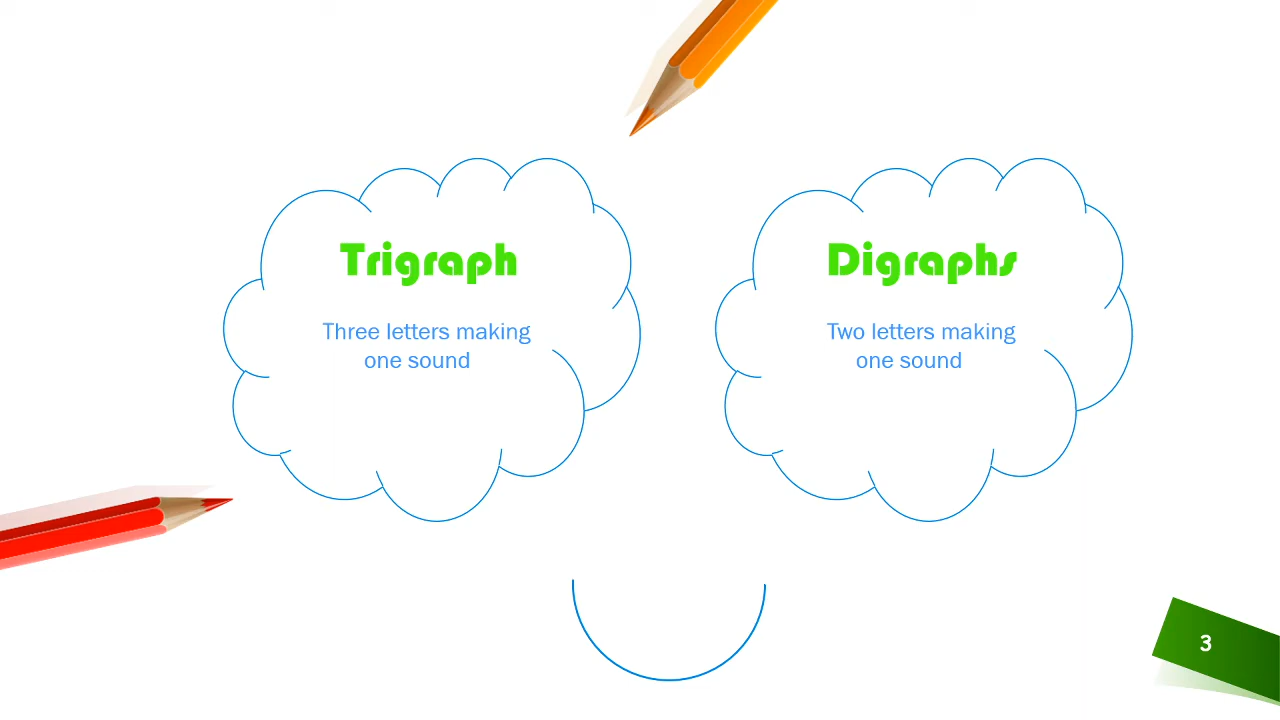 Trigraph
Three letters making
one sound
Digraphs
Two letters making
one sound
3